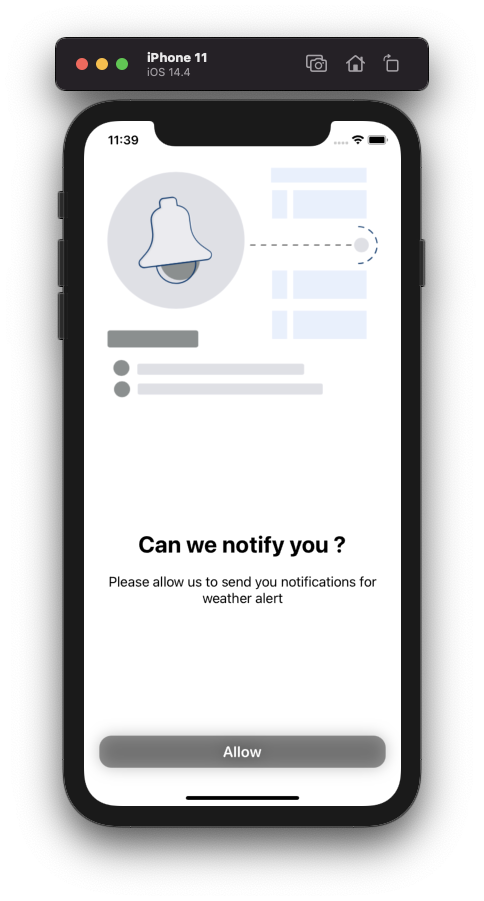 iPhone 11
iOS 14.4
11:39
Can we notify you ?
Please allow us to send you notifications for
weather alert
Allow